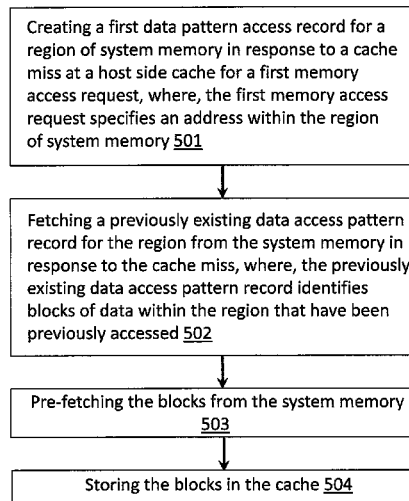 Creating a first data pattern access record for a
region of system memory in response to a cache
miss at a host side cache for a first memory
access request, where, the first memory access
request specifies an address within the region
of system memory 501
Fetching a previously existing data access pattern
record for the region from the system memory in
response to the cache miss, where, the previously
existing data access pattern record identifies
blocks of data within the region that have been
previously accessed 502
Pre-fetching the blocks from the system memory
503
Storing the blocks in the cache 504